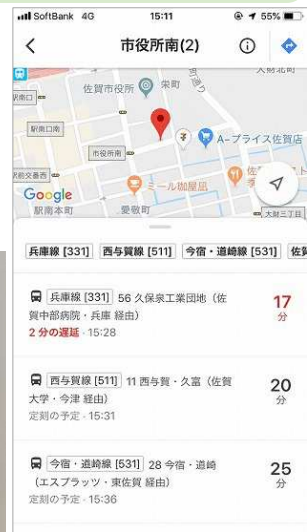 SoftBank 4G 15:11 55%
市役所南(2)
佐賀市役所
栄町
駅南口
市役所南
A-プライス佐賀店
ミール珈屋凪
Google
駅南本町
愛敬町
大財三丁目
兵庫線 [331] 西与賀線 [511] 今宿・道崎線 [531] 佐賀
兵庫線 [331] 56 久保泉工業団地（佐
賀中部病院・兵庫 経由）
2 分の遅延 · 15:28
17
分
西与賀線 [511] 11 西与賀・久富（佐賀
大学・今津 経由）
定刻の予定 · 15:31
20
分
今宿・道崎線 [531] 28 今宿・道崎
（エスプラッツ・東佐賀 経由）
定刻の予定 · 15:36
25
分